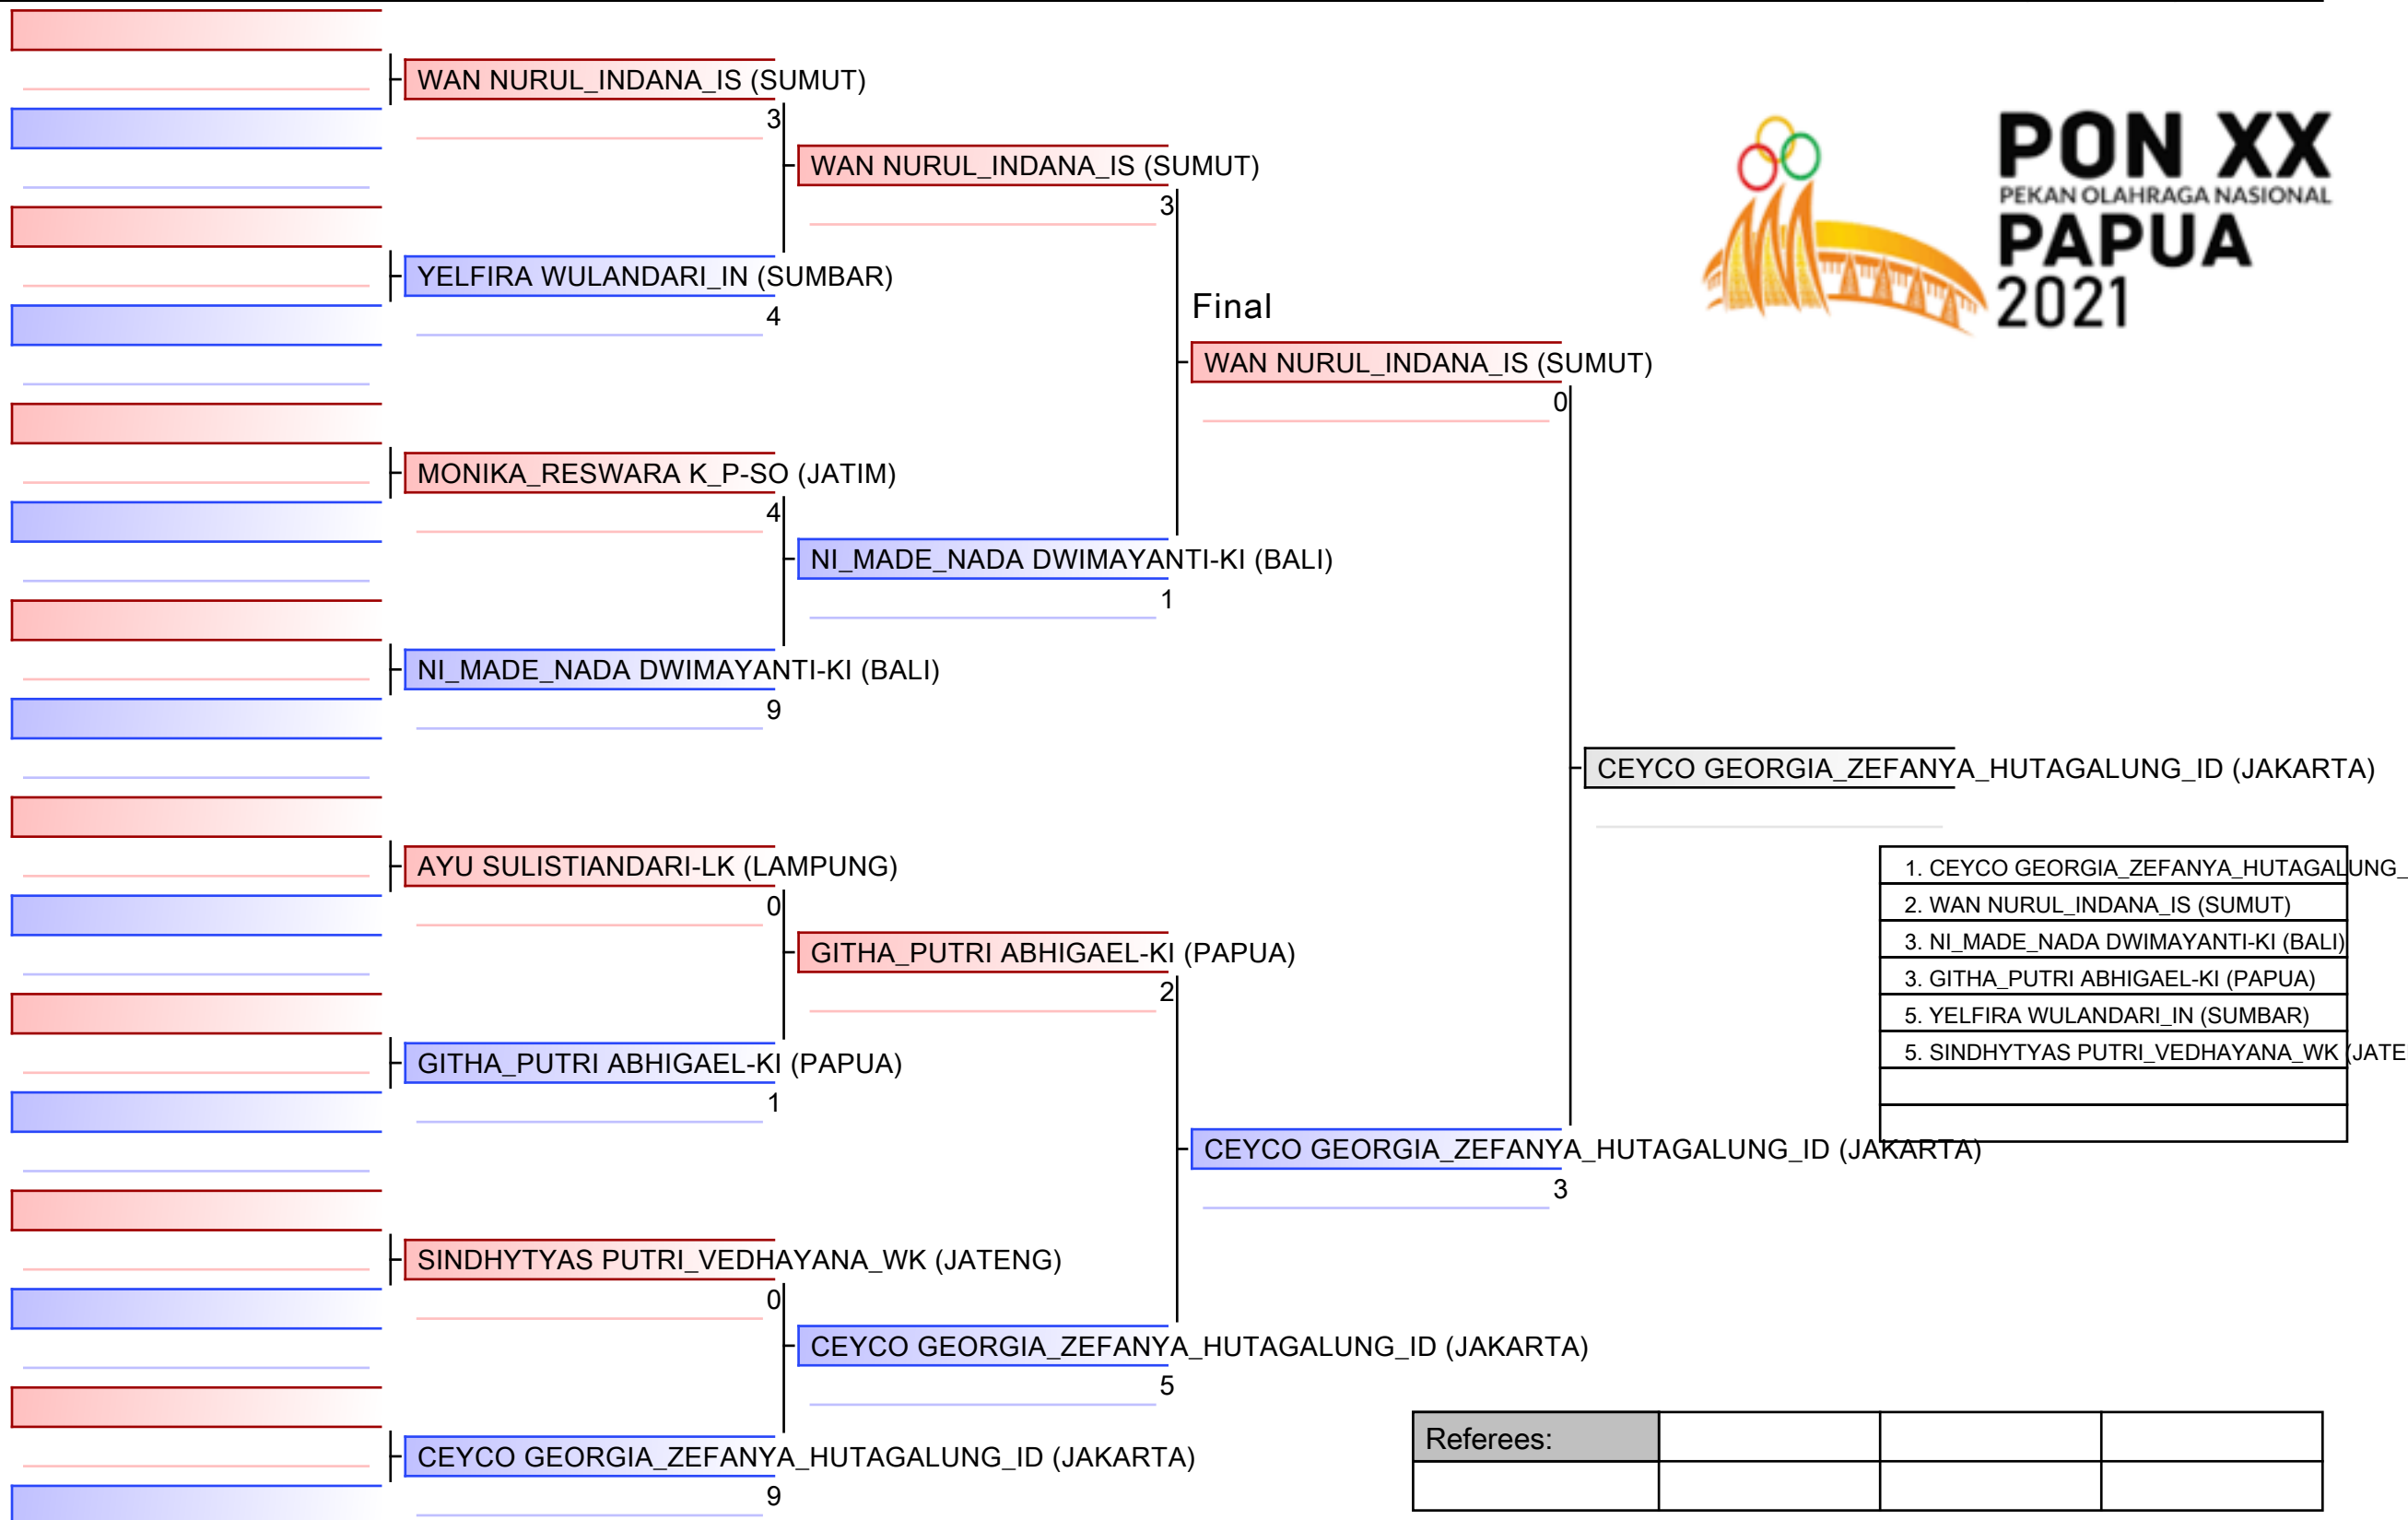 WAN NURUL_INDANA_IS (SUMUT)
3
YELFIRA WULANDARI_IN (SUMBAR)
4
MONIKA_RESWARA K_P-SO (JATIM)
4
NI_MADE_NADA DWIMAYANTI-KI (BALI)
9
AYU SULISTIANDARI-LK (LAMPUNG)
0
GITHA_PUTRI ABHIGAEL-KI (PAPUA)
1
SINDHYTYAS PUTRI_VEDHAYANA_WK (JATENG)
0
CEYCO GEORGIA_ZEFANYA_HUTAGALUNG_ID (JAKARTA)
9
WAN NURUL_INDANA_IS (SUMUT)
3
NI_MADE_NADA DWIMAYANTI-KI (BALI)
1
GITHA_PUTRI ABHIGAEL-KI (PAPUA)
2
CEYCO GEORGIA_ZEFANYA_HUTAGALUNG_ID (JAKARTA)
5
Final
WAN NURUL_INDANA_IS (SUMUT)
0
CEYCO GEORGIA_ZEFANYA_HUTAGALUNG_ID (JAKARTA)
3
CEYCO GEORGIA_ZEFANYA_HUTAGALUNG_ID (JAKARTA)
PON XX
PEKAN OLAHRAGA NASIONAL
PAPUA
2021
1. CEYCO GEORGIA_ZEFANYA_HUTAGALUNG_
2. WAN NURUL_INDANA_IS (SUMUT)
3. NI_MADE_NADA DWIMAYANTI-KI (BALI)
3. GITHA_PUTRI ABHIGAEL-KI (PAPUA)
5. YELFIRA WULANDARI_IN (SUMBAR)
5. SINDHYTYAS PUTRI_VEDHAYANA_WK (JATE
Referees: